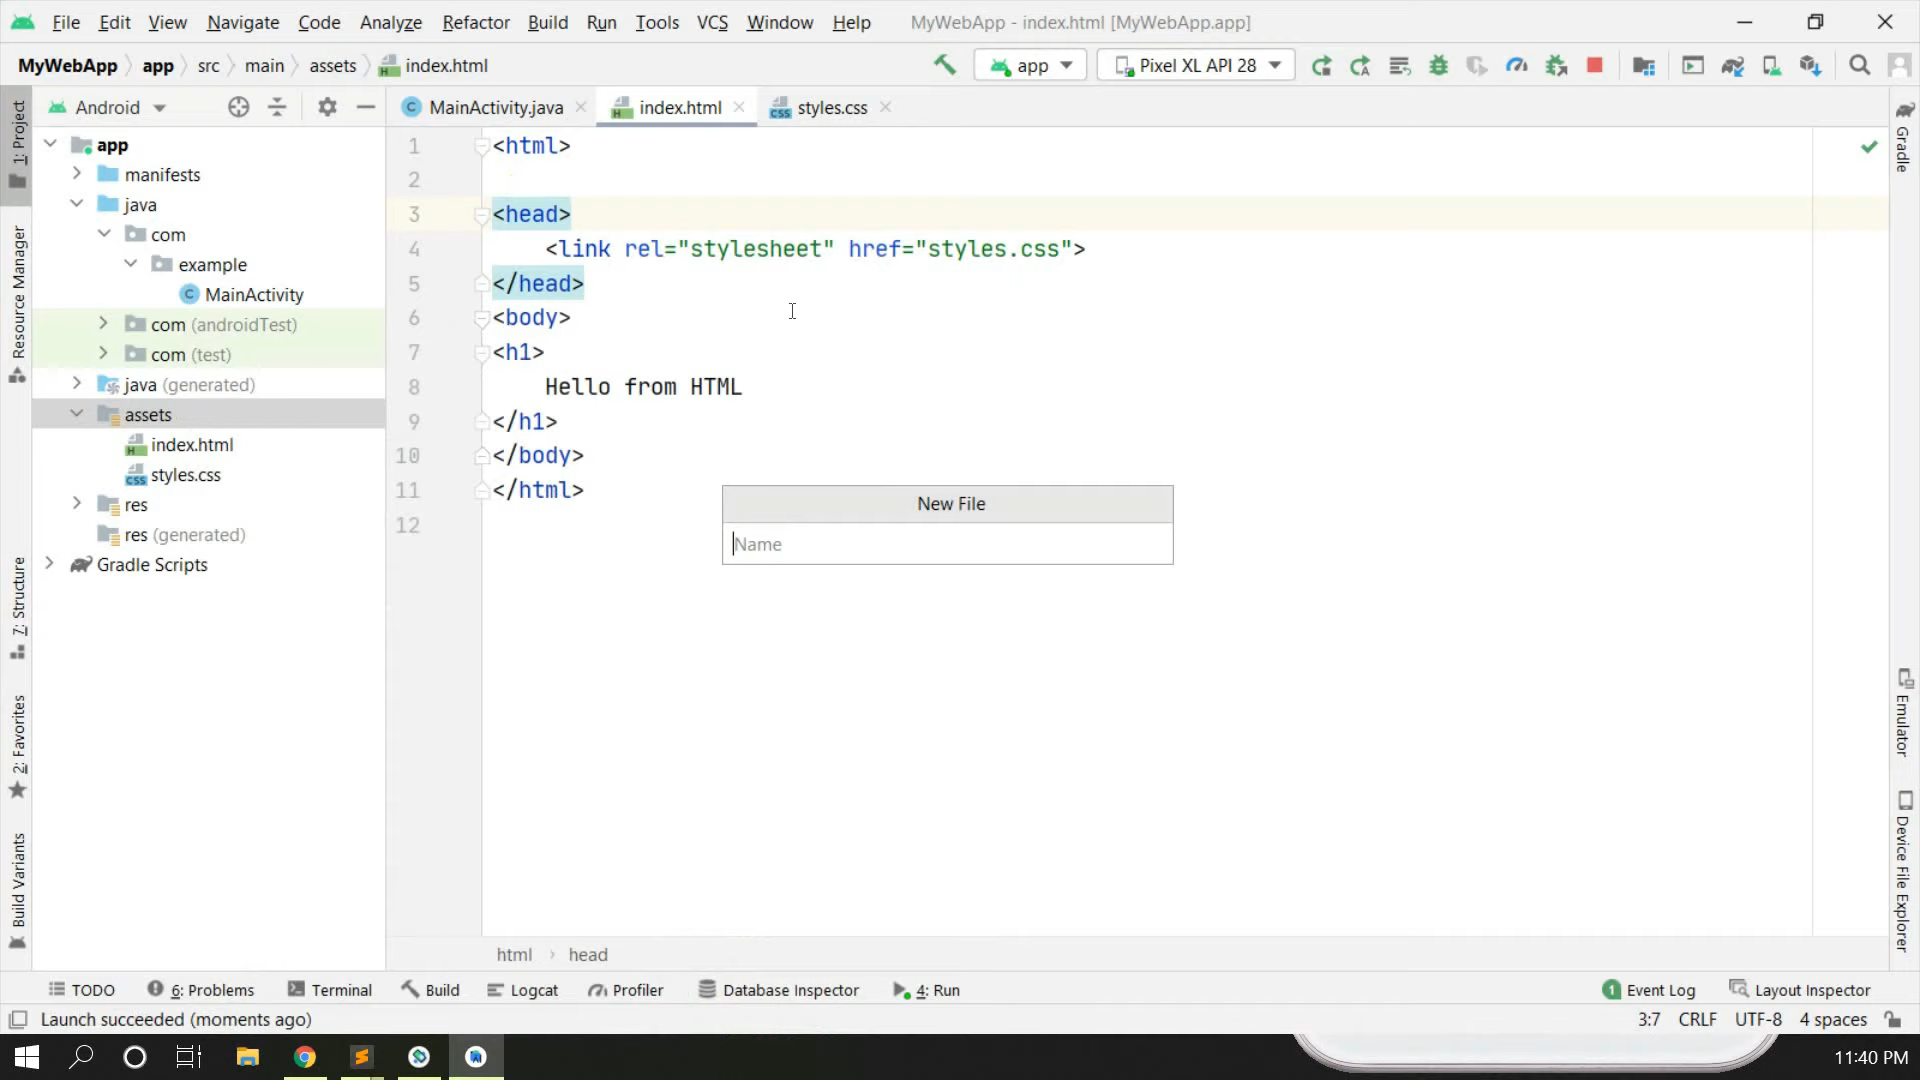 File Edit View Navigate Code Analyze Refactor Build Run Tools VCS Window Help MyWebApp - index.html [MyWebApp.app]
MyWebApp app src main assets index.html app Pixel XL API 28
1: Project
Resource Manager
7: Structure
2: Favorites
Build Variants
Android
app
manifests
java
com
example
MainActivity
com (androidTest)
com (test)
java (generated)
assets
index.html
styles.css
res
res (generated)
Gradle Scripts
MainActivity.java index.html styles.css
1 <html>
2
3 <head>
4 <link rel="stylesheet" href="styles.css">
5 </head>
6 <body>
7 <h1>
8 Hello from HTML
9 </h1>
10 </body>
11 </html>
12
New File
Name
html head
Gradle
Emulator
Device File Explorer
TODO 6: Problems Terminal Build Logcat Profiler Database Inspector 4: Run 1 Event Log Layout Inspector
Launch succeeded (moments ago) 3:7 CRLF UTF-8 4 spaces
11:40 PM